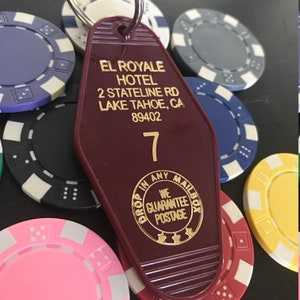 EL ROYALE
HOTEL
2 STATELINE RD
LAKE TAHOE, CA
89402
7
DROP IN ANY MAILBOX
WE
GUARANTEE
POSTAGE